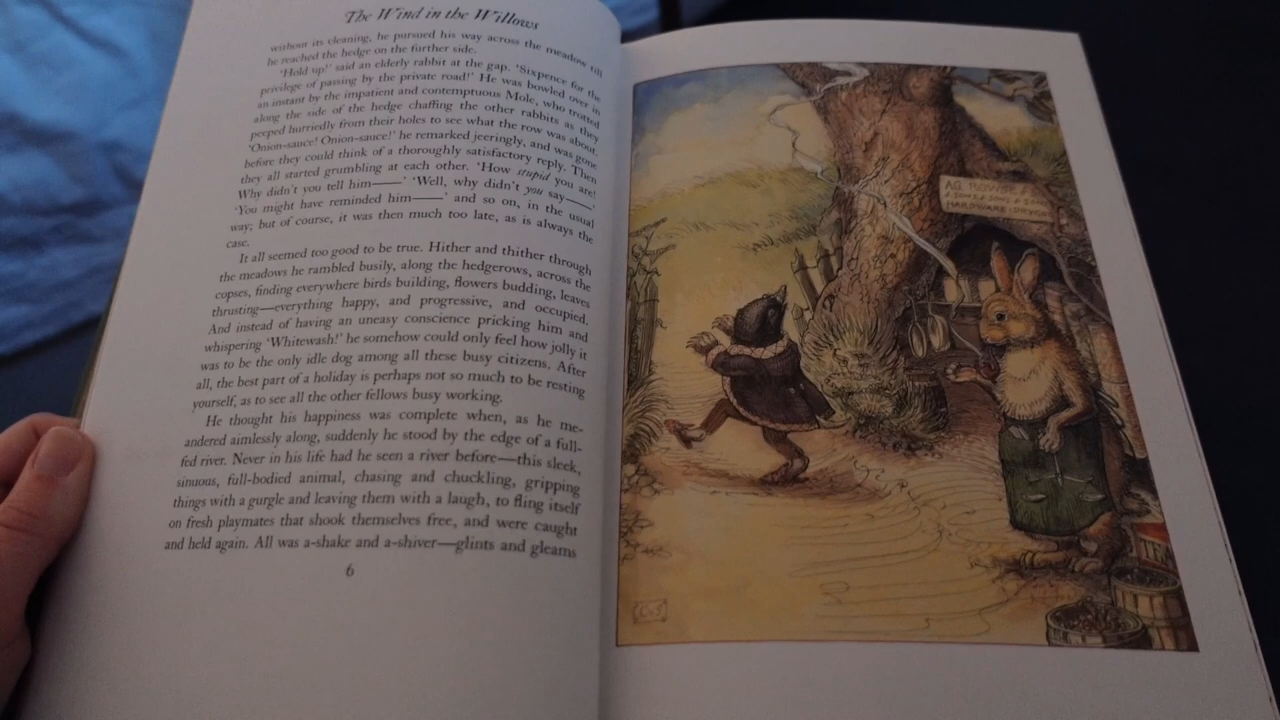 The Wind in the Willows
without its cleaning, he pursued his way across the meadow till
he reached the hedge on the further side.
'Hold up!' said an elderly rabbit at the gap. 'Sixpence for the
privilege of passing by the private road!' He was bowled over in
an instant by the impatient and contemptuous Mole, who trotted
along the side of the hedge chaffing the other rabbits as they
peeped hurriedly from their holes to see what the row was about.
'Onion-sauce! Onion-sauce!' he remarked jeeringly, and was gone
before they could think of a thoroughly satisfactory reply. Then
they all started grumbling at each other. 'How stupid you are!
Why didn't you tell him——' 'Well, why didn't you say——'
'You might have reminded him——' and so on, in the usual
way; but of course, it was then much too late, as is always the
case.
It all seemed too good to be true. Hither and thither through
the meadows he rambled busily, along the hedgerows, across the
copses, finding everywhere birds building, flowers budding, leaves
thrusting—everything happy, and progressive, and occupied.
And instead of having an uneasy conscience pricking him and
whispering 'Whitewash!' he somehow could only feel how jolly it
was to be the only idle dog among all these busy citizens. After
all, the best part of a holiday is perhaps not so much to be resting
yourself, as to see all the other fellows busy working.
He thought his happiness was complete when, as he me-
andered aimlessly along, suddenly he stood by the edge of a full-
fed river. Never in his life had he seen a river before—this sleek,
sinuous, full-bodied animal, chasing and chuckling, gripping
things with a gurgle and leaving them with a laugh, to fling itself
on fresh playmates that shook themselves free, and were caught
and held again. All was a-shake and a-shiver—glints and gleams
6
& SONS & SONS & SONS
HARDWARE
TEA